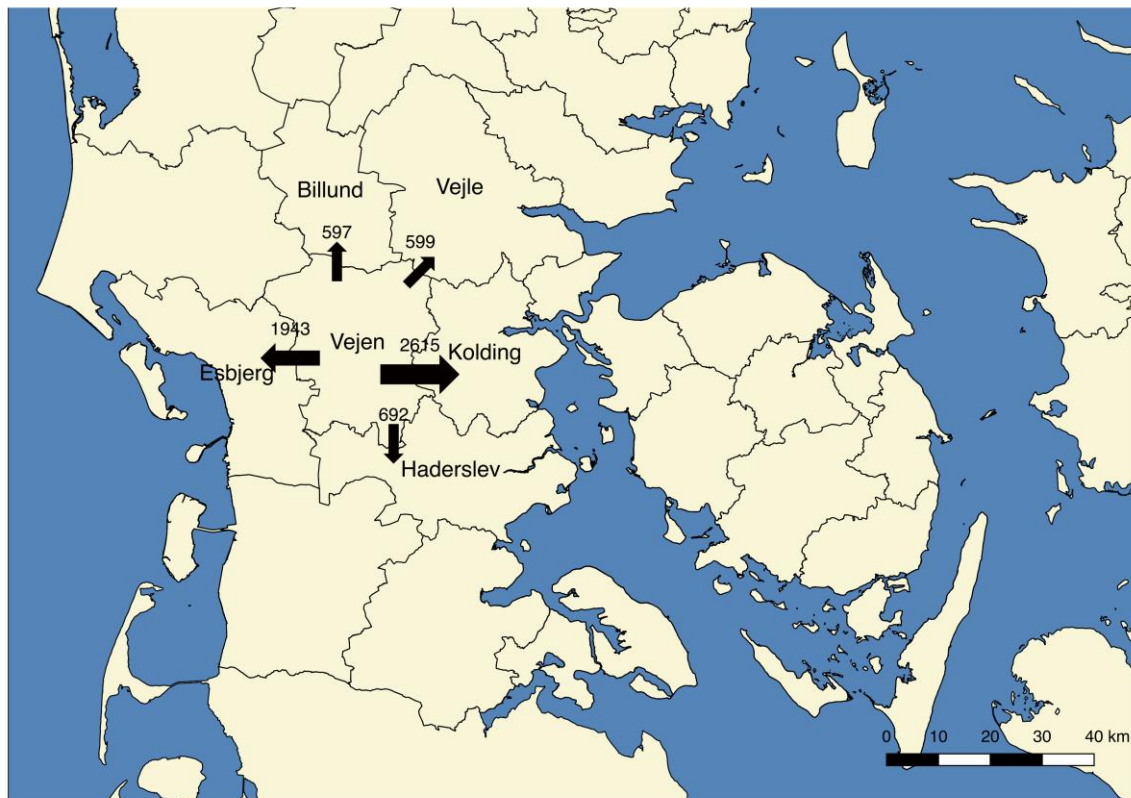 Billund
Vejle
597
599
1943
Vejen
2615
Kolding
Esbjerg
692
Haderslev
0 10 20 30 40 km